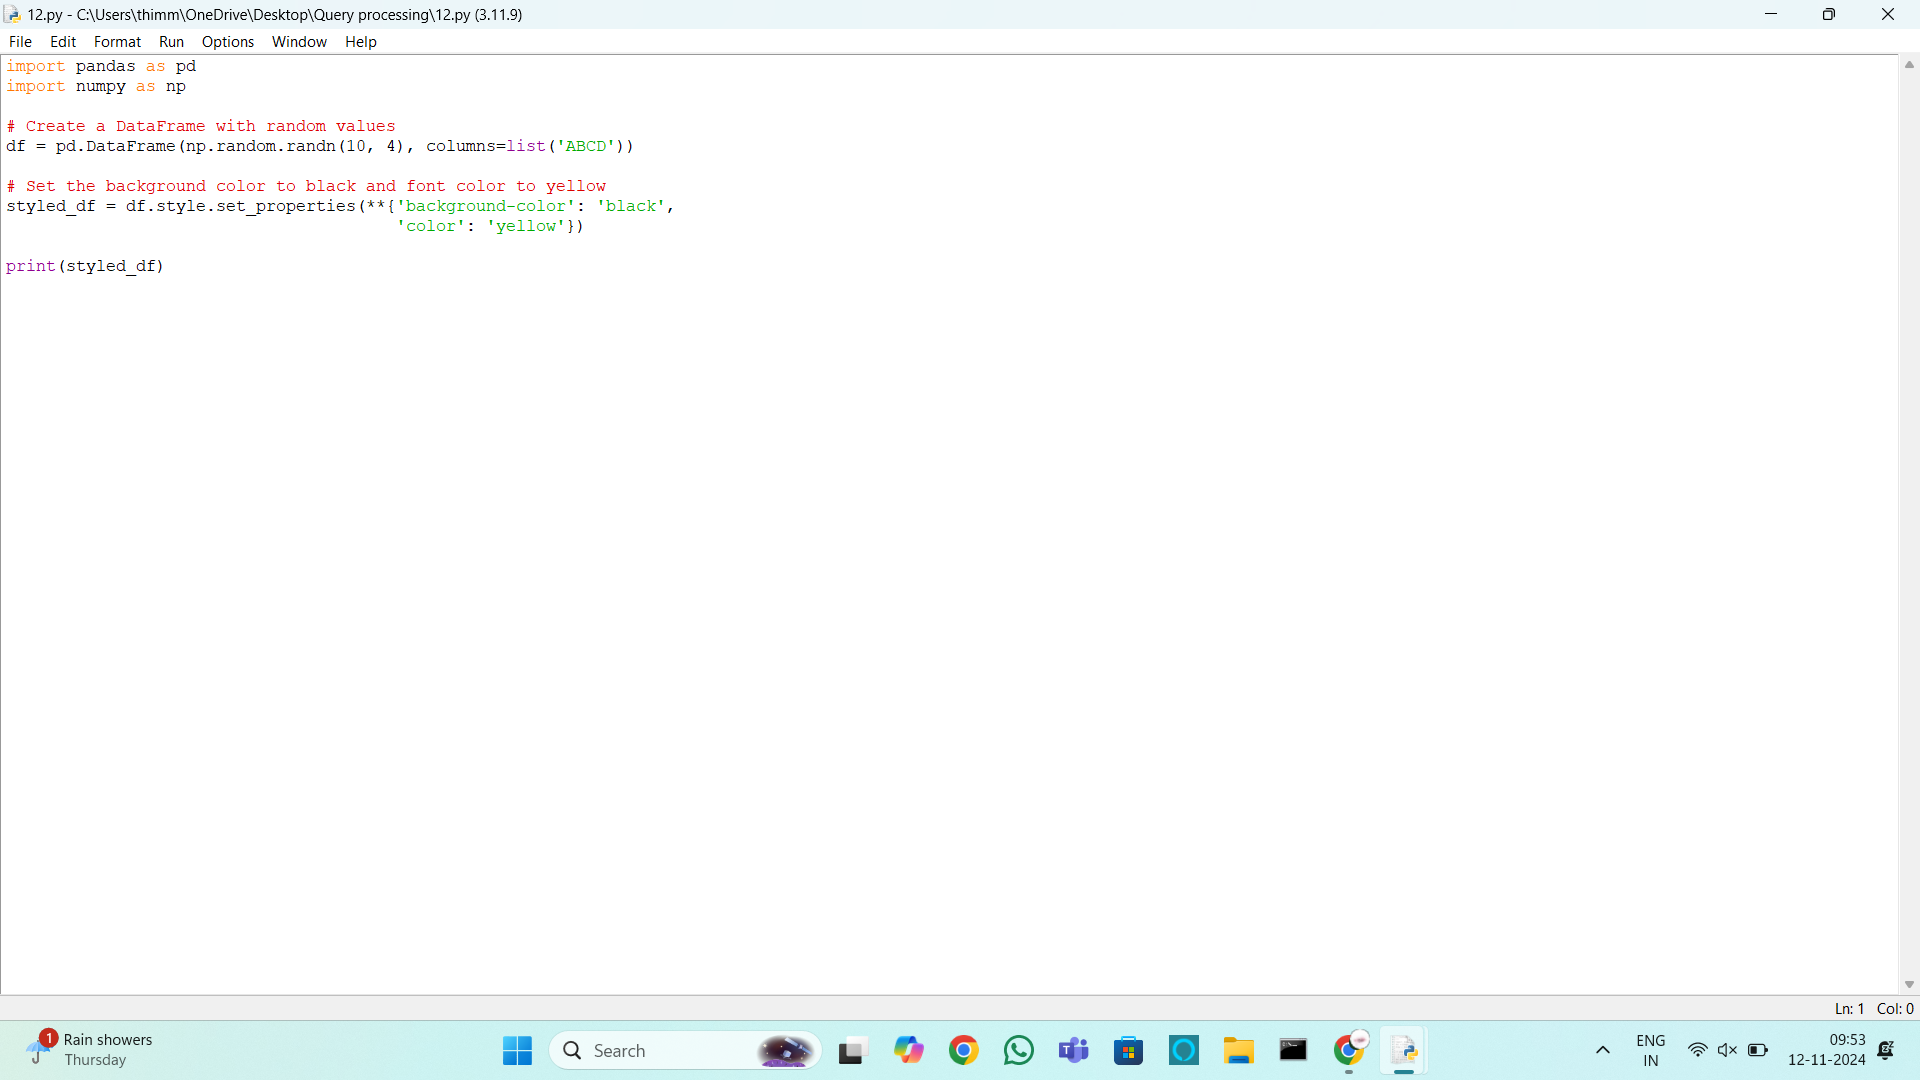 12.py - C:\Users\thimm\OneDrive\Desktop\Query processing\12.py (3.11.9)
File Edit Format Run Options Window Help
import pandas as pd
import numpy as np
# Create a DataFrame with random values
df = pd.DataFrame(np.random.randn(10, 4), columns=list('ABCD'))
# Set the background color to black and font color to yellow
styled_df = df.style.set_properties(**{'background-color': 'black',
                                       'color': 'yellow'})
print(styled_df)
Ln: 1 Col: 0
1 Rain showers
Thursday
Search
ENG
IN
09:53
12-11-2024